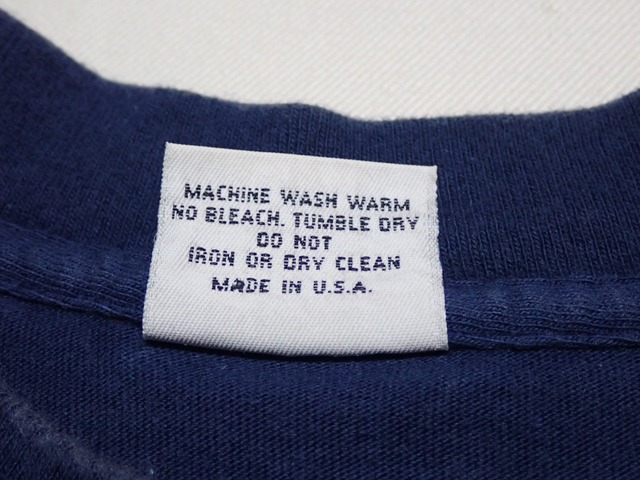 MACHINE WASH WARM
NO BLEACH. TUMBLE DRY
DO NOT
IRON OR DRY CLEAN
MADE IN U.S.A.